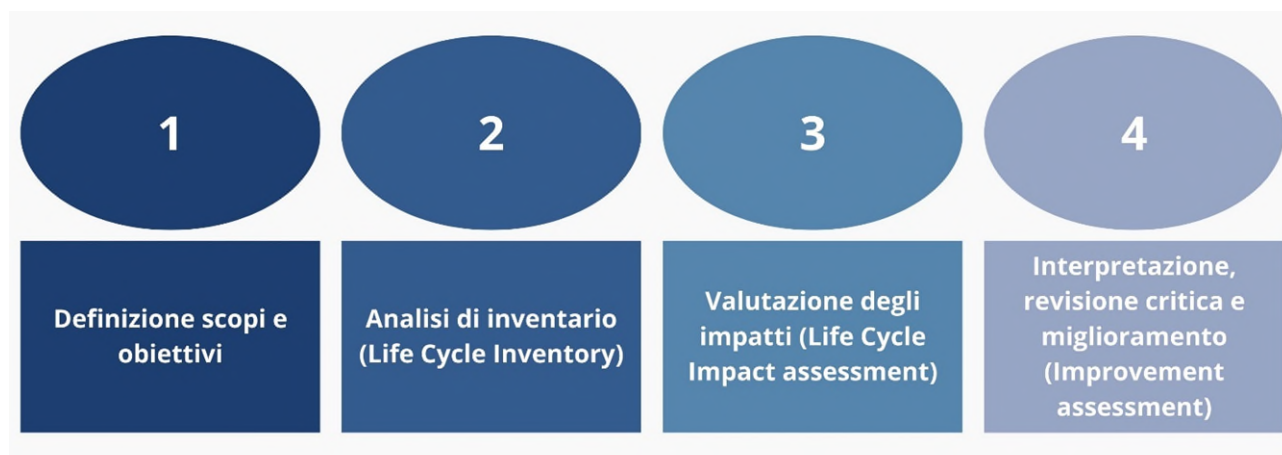 1
Definizione scopi e
obiettivi
2
Analisi di inventario
(Life Cycle Inventory)
3
Valutazione degli
impatti (Life Cycle
Impact assessment)
4
Interpretazione,
revisione critica e
miglioramento
(Improvement
assessment)